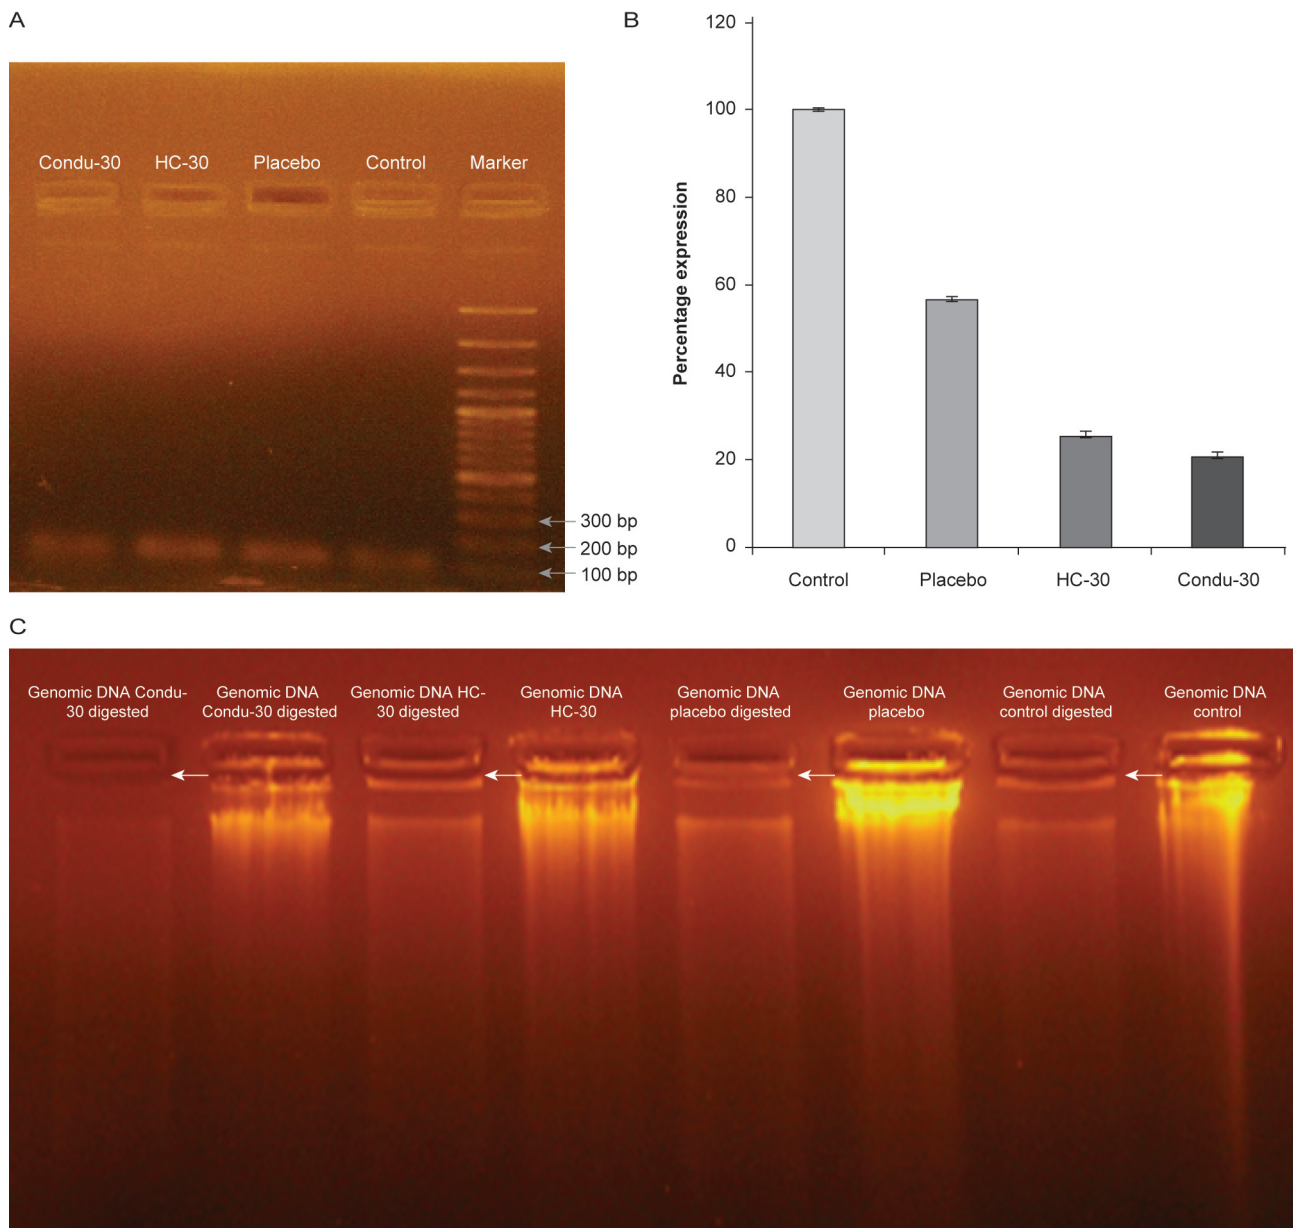 A
Condu-30 HC-30 Placebo Control Marker
300 bp
200 bp
100 bp
B
Percentage expression
120
100
80
60
40
20
0
Control Placebo HC-30 Condu-30
C
Genomic DNA Condu-
30 digested
Genomic DNA
Condu-30 digested
Genomic DNA HC-
30 digested
Genomic DNA
HC-30
Genomic DNA
placebo digested
Genomic DNA
placebo
Genomic DNA
control digested
Genomic DNA
control